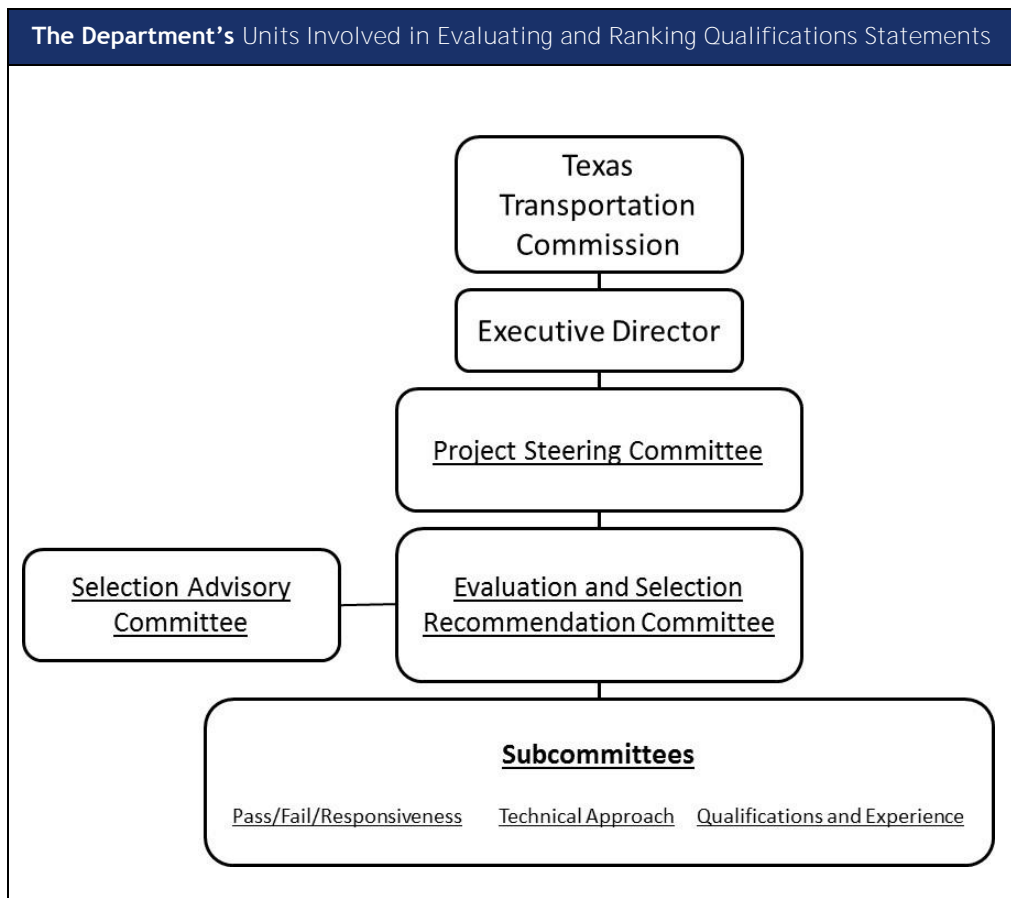 The Department’s Units Involved in Evaluating and Ranking Qualifications Statements
Texas
Transportation
Commission
Executive Director
Project Steering Committee
Selection Advisory
Committee
Evaluation and Selection
Recommendation Committee
Subcommittees
Pass/Fail/Responsiveness Technical Approach Qualifications and Experience